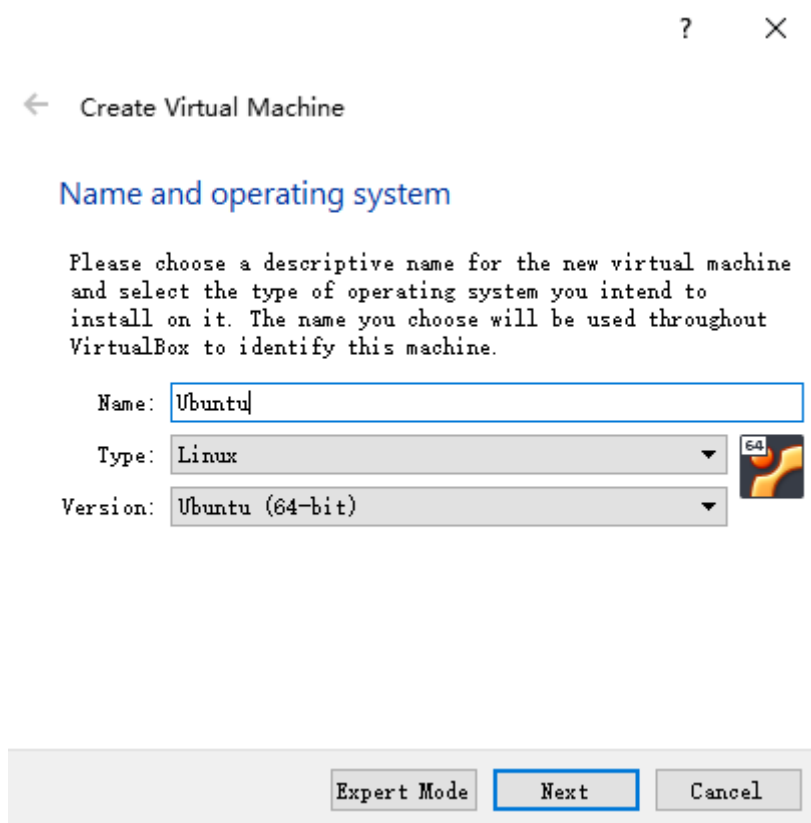 ?
Create Virtual Machine
Name and operating system
Please choose a descriptive name for the new virtual machine
and select the type of operating system you intend to
install on it. The name you choose will be used throughout
VirtualBox to identify this machine.
Name: Ubuntu
Type: Linux
64
Version: Ubuntu (64-bit)
Expert Mode Next Cancel